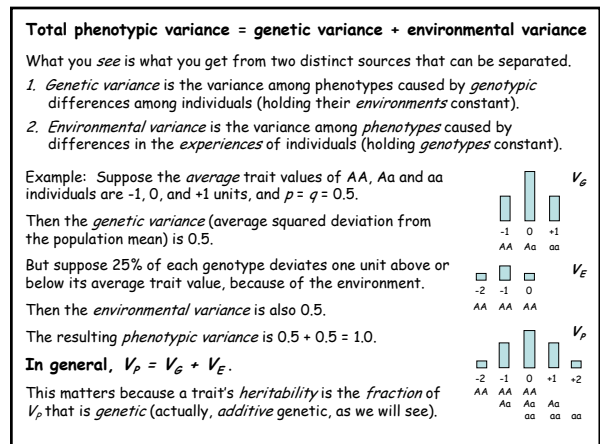 Total phenotypic variance = genetic variance + environmental variance
What you see is what you get from two distinct sources that can be separated.
1. Genetic variance is the variance among phenotypes caused by genotypic
differences among individuals (holding their environments constant).
2. Environmental variance is the variance among phenotypes caused by
differences in the experiences of individuals (holding genotypes constant).
Example: Suppose the average trait values of AA, Aa and aa
individuals are -1, 0, and +1 units, and p = q = 0.5.
Then the genetic variance (average squared deviation from
the population mean) is 0.5.
But suppose 25% of each genotype deviates one unit above or
below its average trait value, because of the environment.
Then the environmental variance is also 0.5.
The resulting phenotypic variance is 0.5 + 0.5 = 1.0.
In general, VP = VG + VE.
This matters because a trait's heritability is the fraction of
VP that is genetic (actually, additive genetic, as we will see).
VG
-1 0 +1
AA Aa aa
VE
-2 -1 0
AA AA AA
VP
-2 -1 0 +1 +2
AA AA AA
Aa Aa Aa
aa aa aa